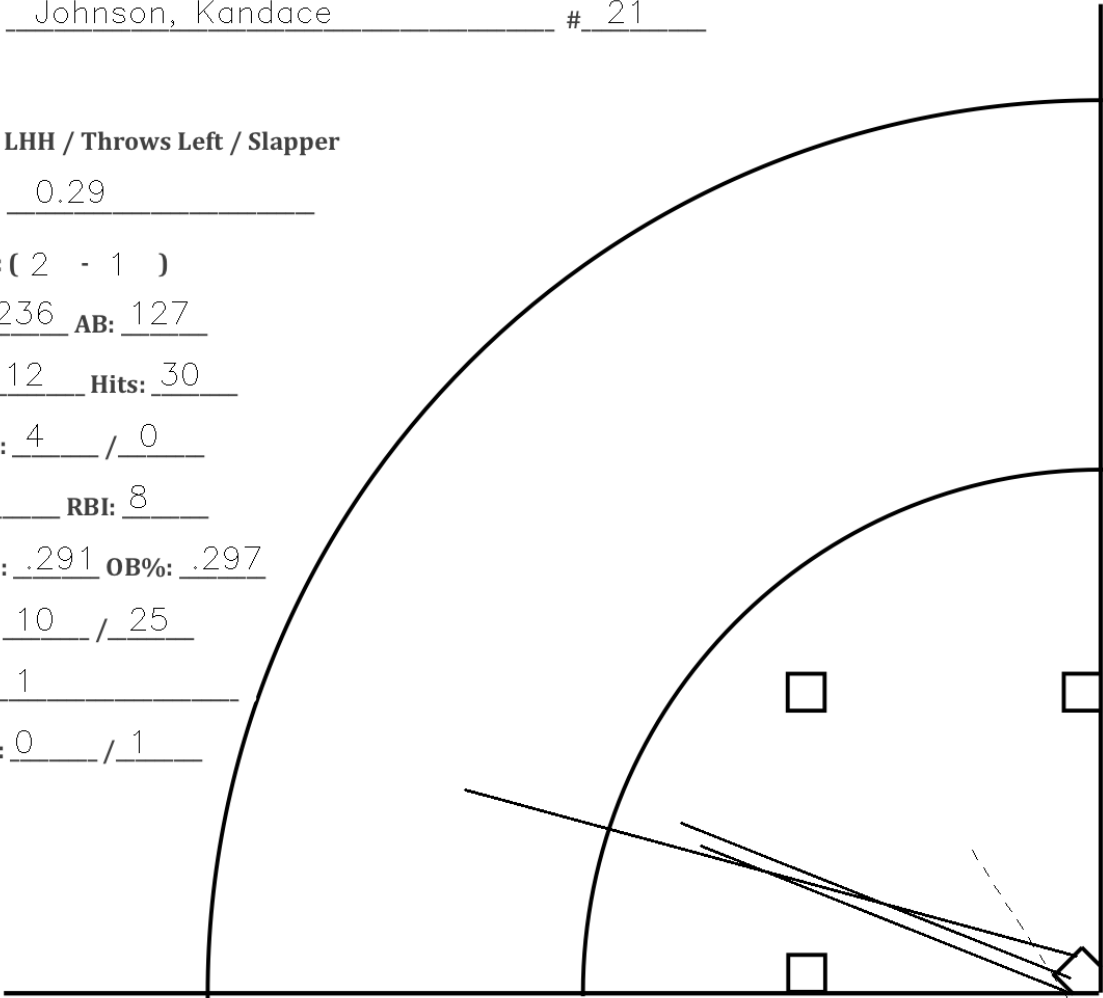 Johnson, Kandace # 21
LHH / Throws Left / Slapper
0.29
: ( 2 - 1 )
236 AB: 127
12 Hits: 30
: 4 / 0
RBI: 8
: .291 OB%: .297
10 / 25
1
: 0 / 1